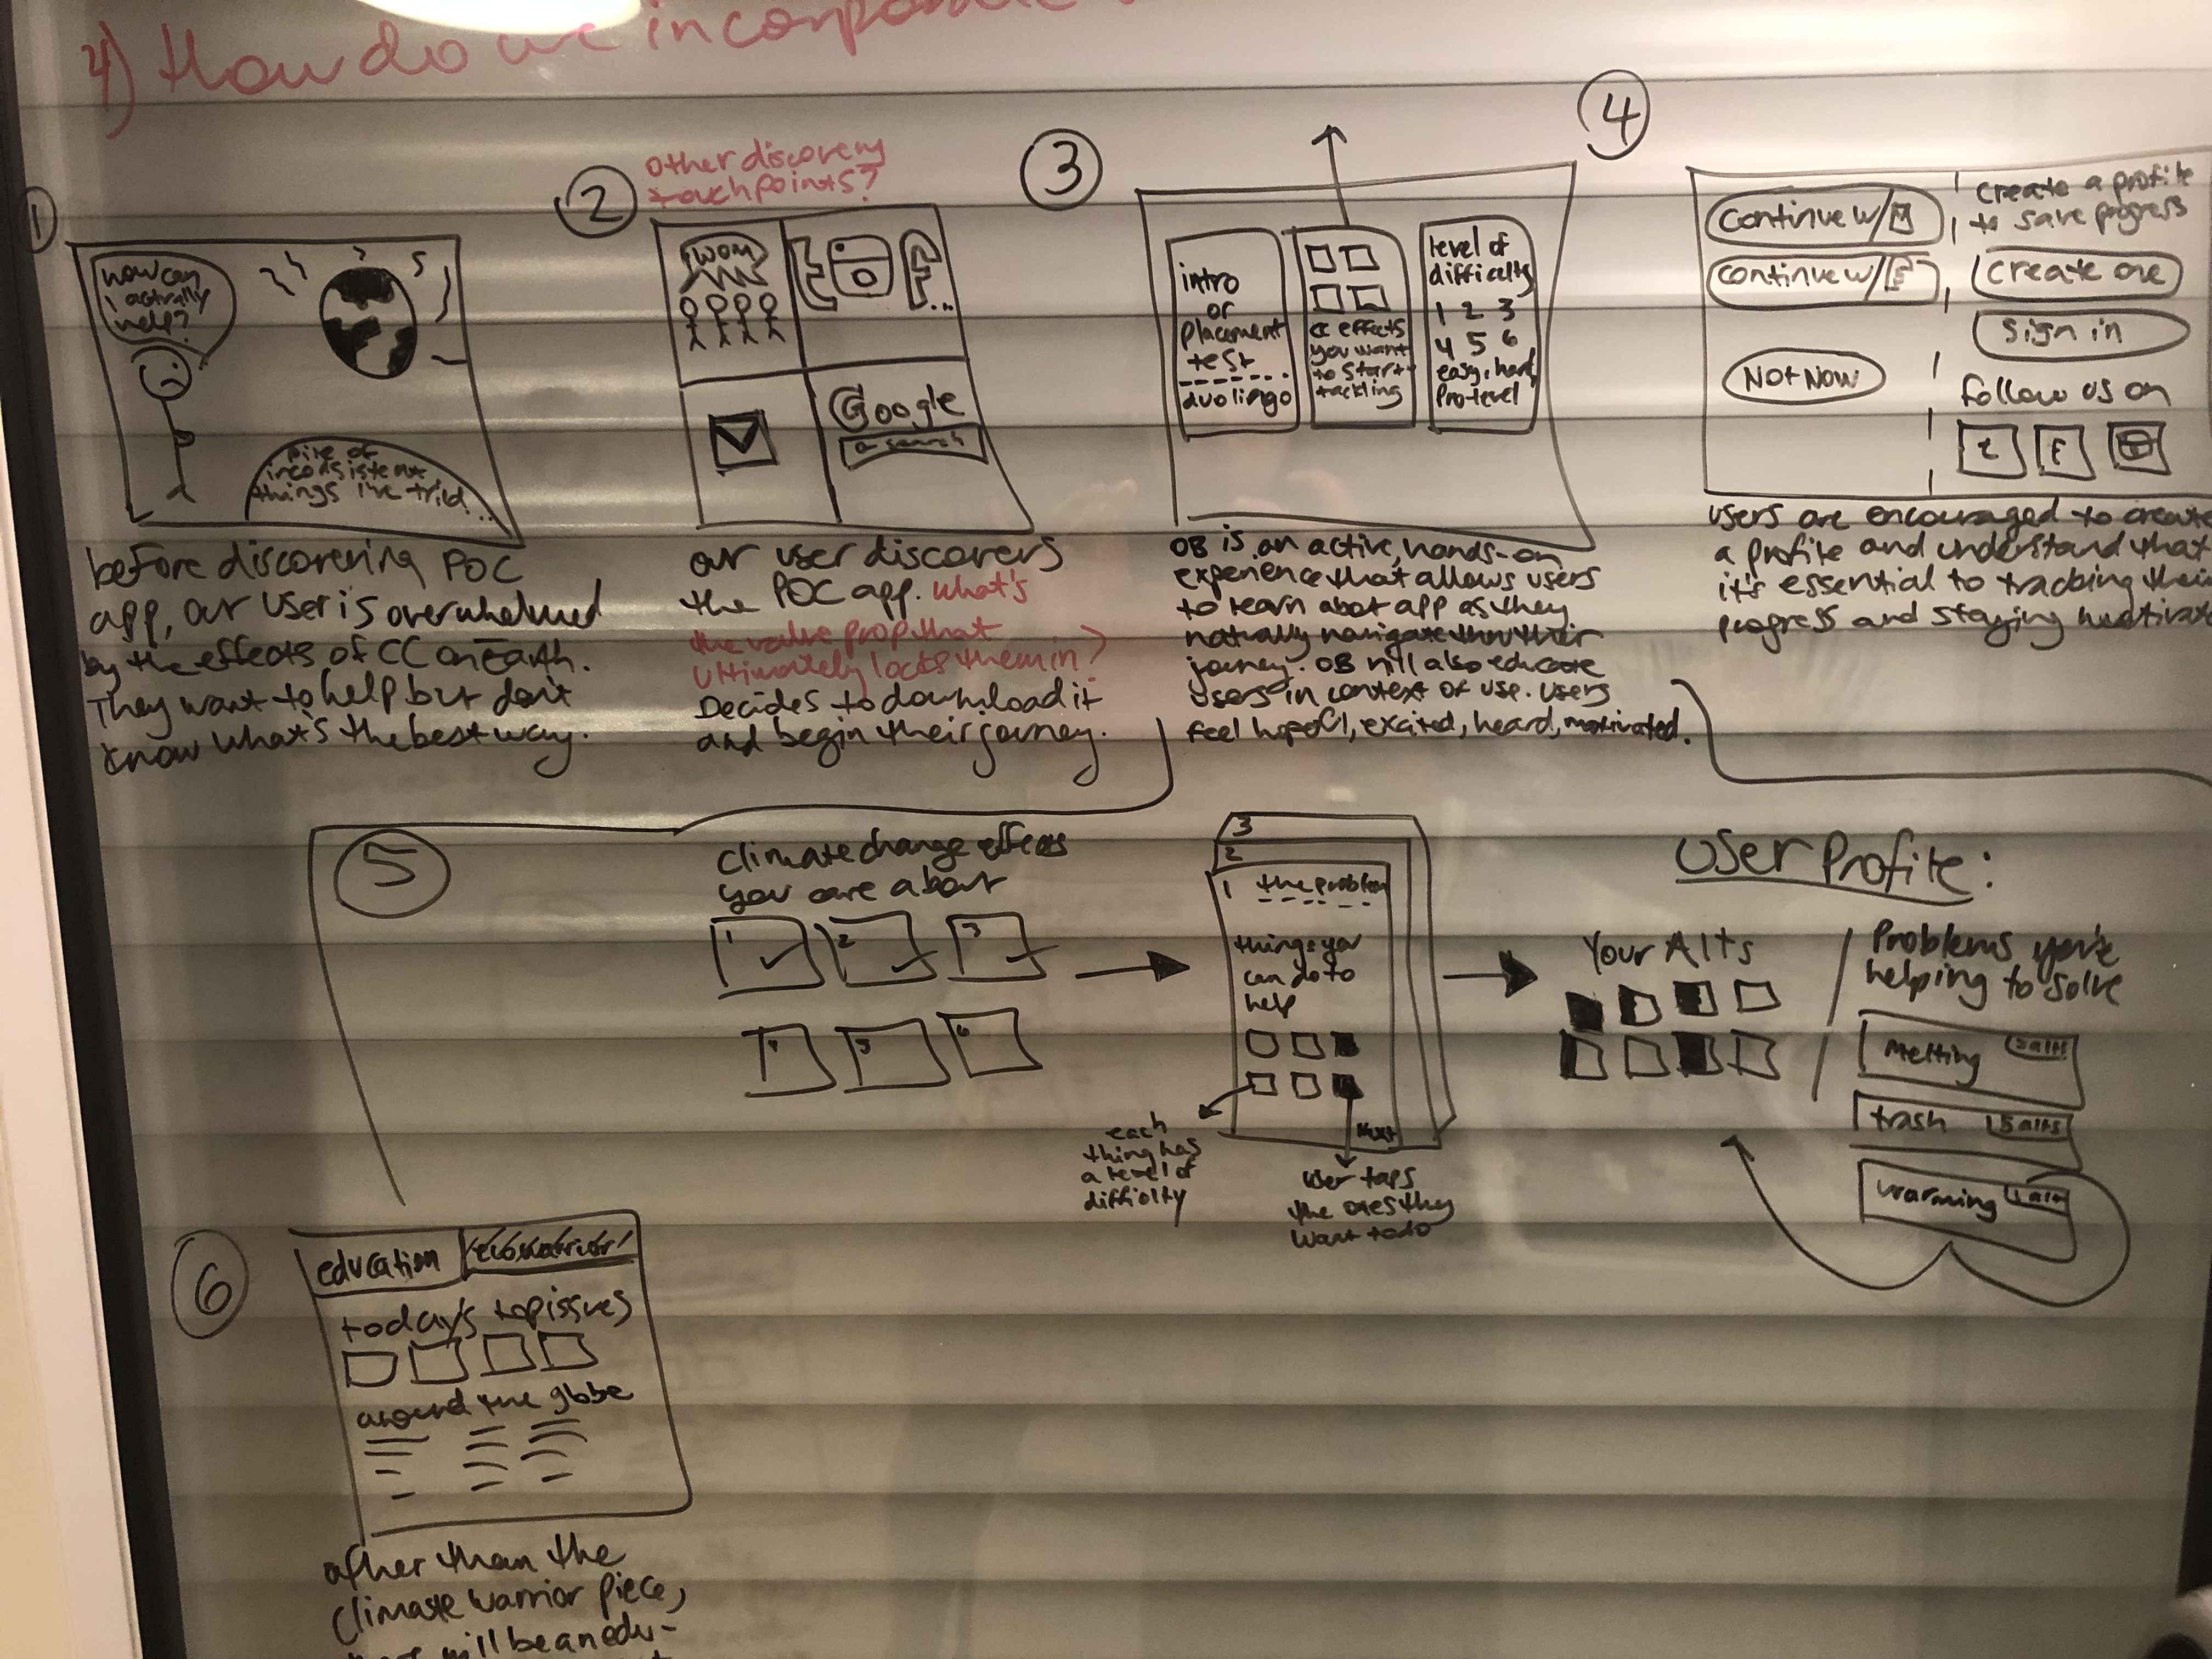 4) How do we incorporate
1
how can
I actually
help?
pile of
inconsistent
things I've tried...
before discovering POC
app, our user is overwhelmed
by the effects of CC on Earth.
They want to help but don't
know what's the best way.
2
other discovery
touchpoints?
WOM
...
Google
a search
our user discovers
the POC app. what's
the value prop that
ultimately locks them in?
Decides to download it
and begin their journey.
3
intro
or
placement
test
duolingo
CC effects
you want
to start
tackling
level of
difficulty
1 2 3
4 5 6
easy, hard,
pro level
OB is an active, hands-on
experience that allows users
to learn about app as they
naturally navigate thru their
journey. OB will also educate
users in context of use. Users
feel hopeful, excited, heard, motivated.
4
Continue w/
Continue w/
Not Now
Create a profile
to save progress
Create one
Sign in
follow us on
t F
users are encouraged to create
a profile and understand that
it's essential to tracking their
progress and staying motivate
5
Climate change effects
you care about
1 2 3
4 5 6
3
2
1 the problem
things you
can do to
help
Next
each
thing has
a level of
difficulty
user taps
the ones they
want to do
User Profile:
Your Alts
Problems you're
helping to solve
Melting
trash 5 alts
Warming 1 alt
6
education
today's top issues
around the globe
other than the
climate warrior piece,
will be an edu-